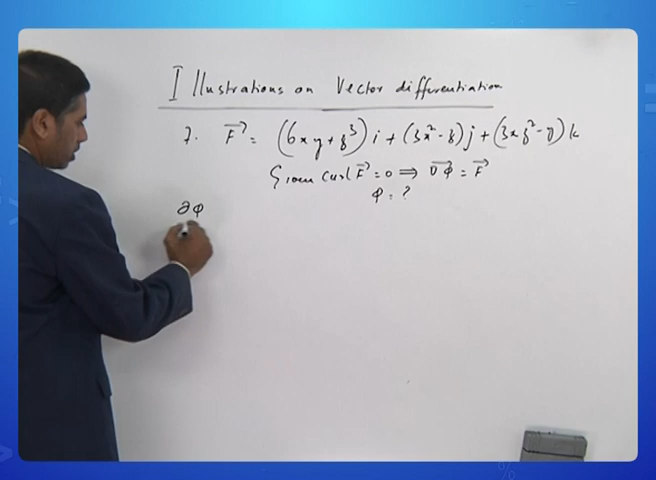 Illustrations on Vector differentiation
7. F⃗ = (6xy + z³) i + (3x² - z) j + (3xz² - y) k
Given curl F⃗ = 0 ⟹ ∇⃗φ = F⃗
φ = ?
∂φ